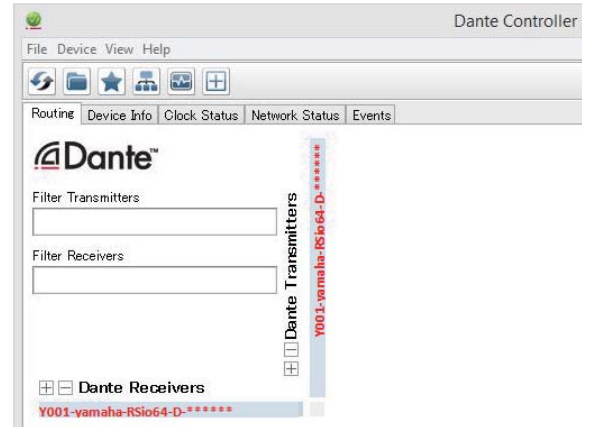 Dante Controller
File Device View Help
Routing Device Info Clock Status Network Status Events
Dante™
Filter Transmitters
Filter Receivers
Dante Transmitters
Y001-yamaha-RSio64-D-******
Dante Receivers
Y001-yamaha-RSio64-D-******